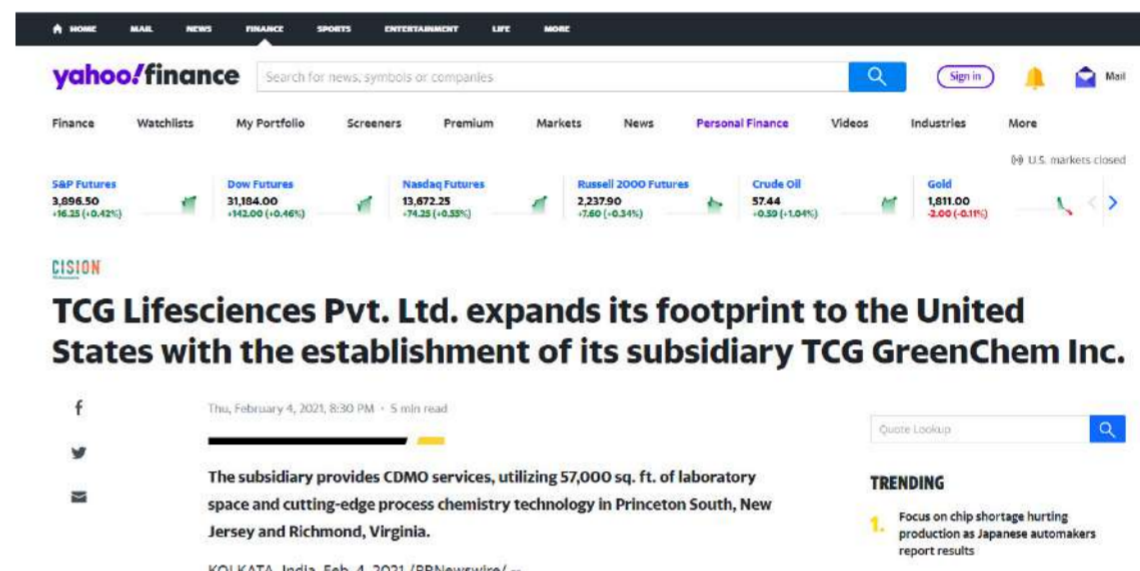 HOME MAIL NEWS FINANCE SPORTS ENTERTAINMENT LIFE MORE
yahoo!finance
Search for news, symbols or companies
Sign in
Mail
Finance Watchlists My Portfolio Screeners Premium Markets News Personal Finance Videos Industries More
U.S. markets closed
S&P Futures Dow Futures Nasdaq Futures Russell 2000 Futures Crude Oil Gold
3,896.50 31,184.00 13,672.25 2,237.90 57.44 1,811.00
+16.25 (+0.42%) +142.00 (+0.46%) +74.25 (+0.55%) +7.60 (+0.34%) +0.59 (+1.04%) -2.00 (-0.11%)
CISION
TCG Lifesciences Pvt. Ltd. expands its footprint to the United
States with the establishment of its subsidiary TCG GreenChem Inc.
Thu, February 4, 2021, 8:30 PM • 5 min read
Quote Lookup
The subsidiary provides CDMO services, utilizing 57,000 sq. ft. of laboratory
space and cutting-edge process chemistry technology in Princeton South, New
Jersey and Richmond, Virginia.
KOLKATA, India, Feb. 4, 2021 /PRNewswire/ --
TRENDING
1. Focus on chip shortage hurting
production as Japanese automakers
report results